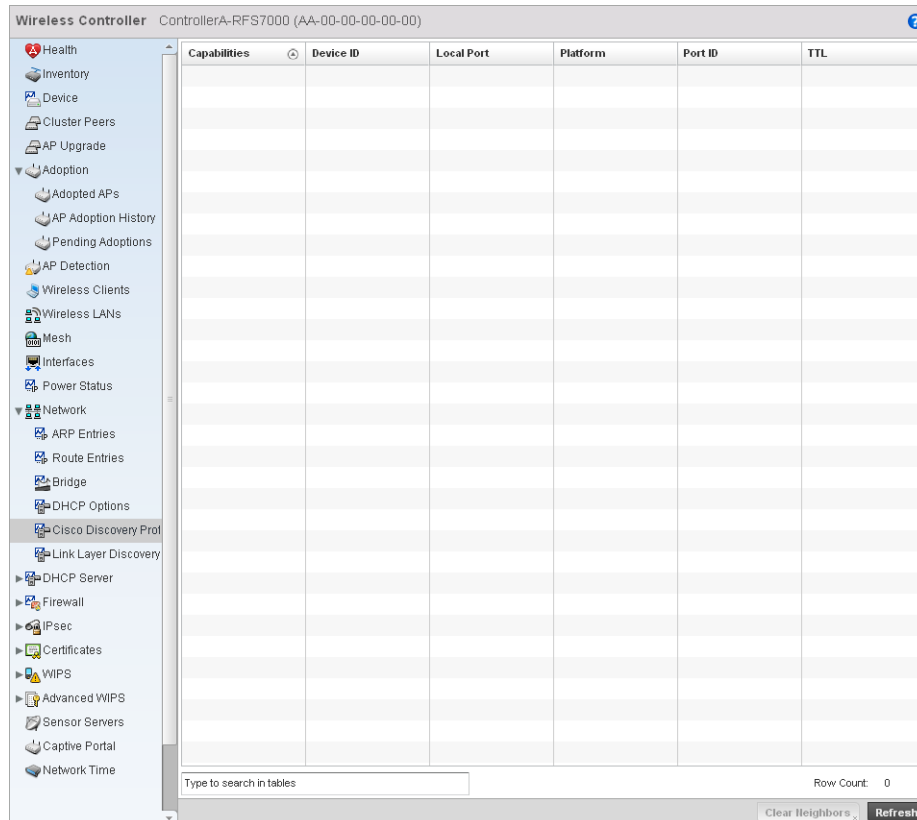 Wireless Controller ControllerA-RFS7000 (AA-00-00-00-00-00)
?
Health
Inventory
Device
Cluster Peers
AP Upgrade
Adoption
Adopted APs
AP Adoption History
Pending Adoptions
AP Detection
Wireless Clients
Wireless LANs
Mesh
Interfaces
Power Status
Network
ARP Entries
Route Entries
Bridge
DHCP Options
Cisco Discovery Prot
Link Layer Discovery
DHCP Server
Firewall
IPsec
Certificates
WIPS
Advanced WIPS
Sensor Servers
Captive Portal
Network Time
Capabilities Device ID Local Port Platform Port ID TTL
Type to search in tables Row Count: 0
Clear Neighbors Refresh